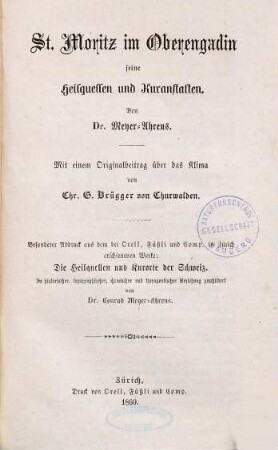 St. Moritz im Oberengadin
seine
Heilquellen und Kuranstalten.
Von
Dr. Meyer-Ahrens.
Mit einem Originalbeitrag über das Klima
von
Chr. G. Brügger von Churwalden.
NATURFORSCHENDE
GESELLSCHAFT
BAMBERG
Besonderer Abdruck aus dem bei Orell, Füßli und Comp. in Zürich
erschienenen Werke:
Die Heilquellen und Kurorte der Schweiz.
In historischer, topographischer, chemischer und therapeutischer Beziehung geschildert
von
Dr. Conrad Meyer-Ahrens.
Zürich,
Druck von Orell, Füßli und Comp.
1860.